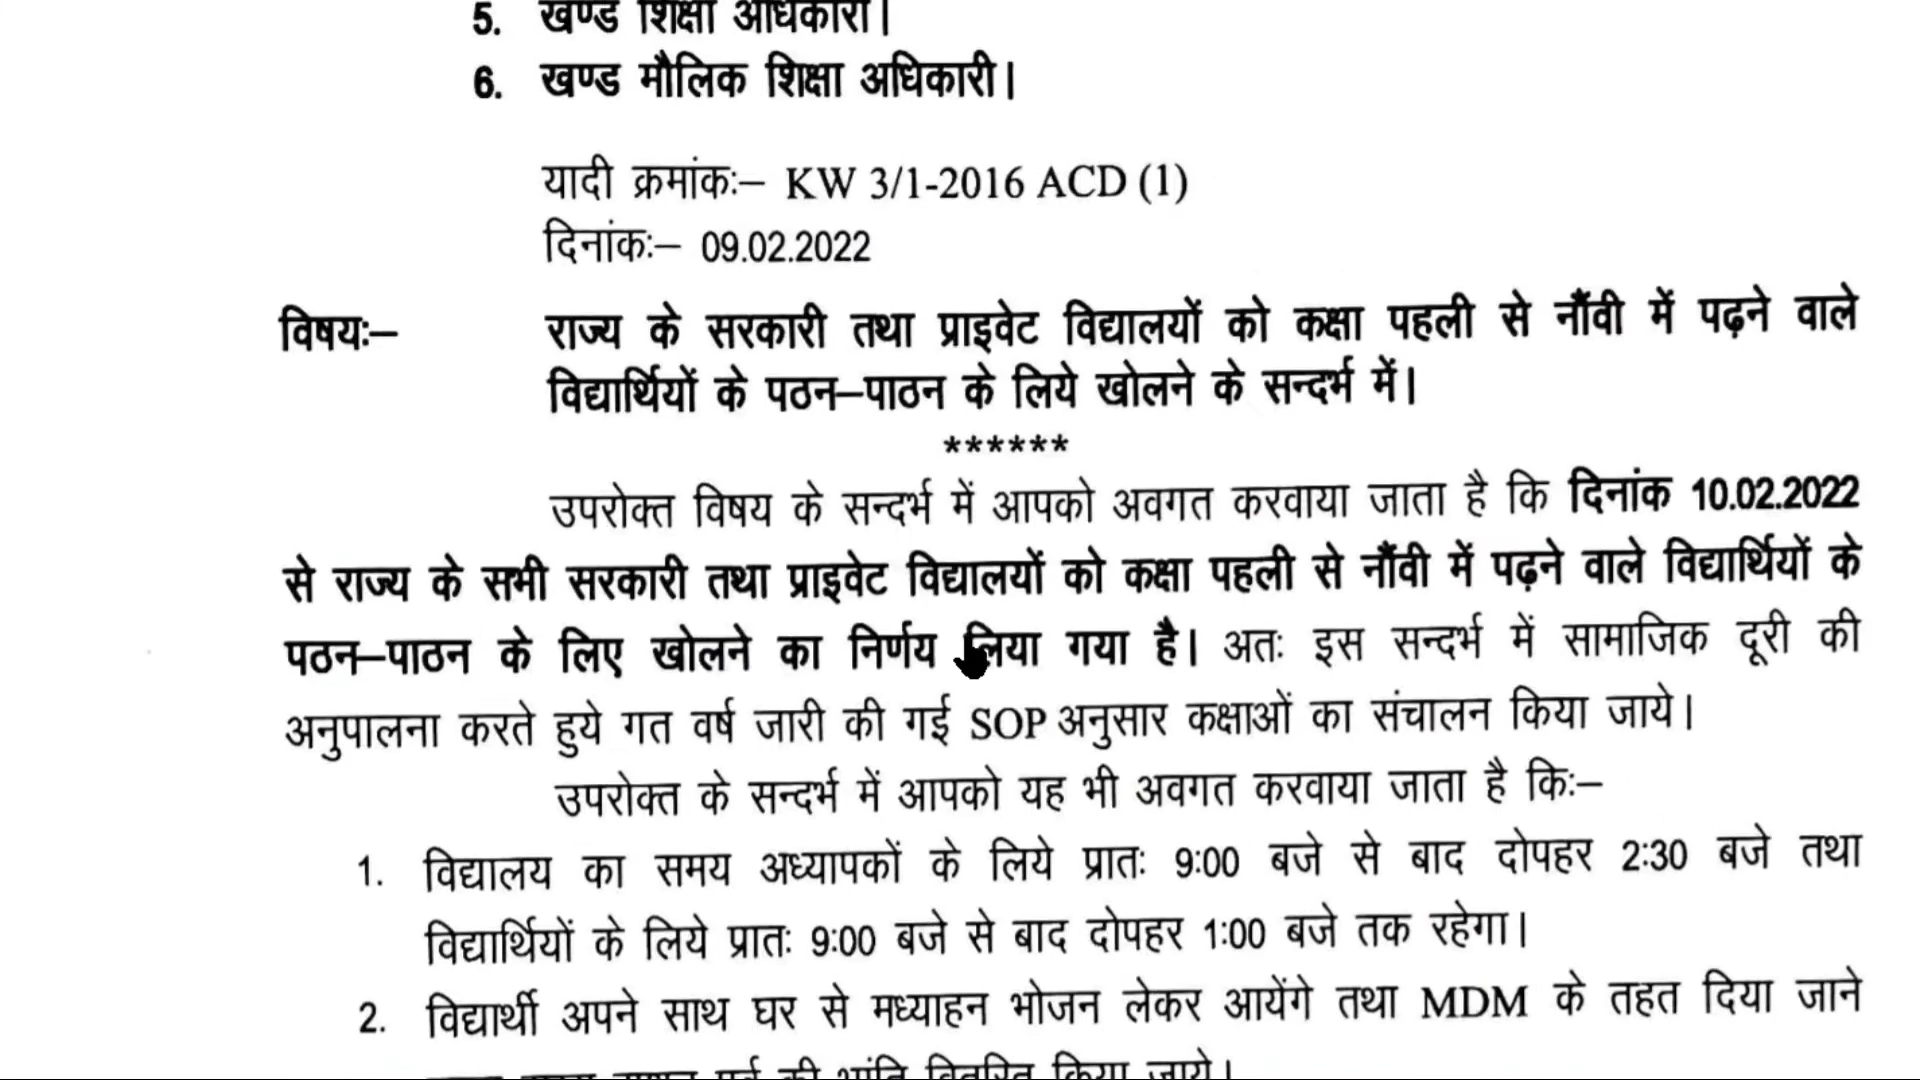 5. खण्ड शिक्षा अधिकारी।
6. खण्ड मौलिक शिक्षा अधिकारी।
यादी क्रमांकः– KW 3/1-2016 ACD (1)
दिनांकः– 09.02.2022
विषयः– राज्य के सरकारी तथा प्राइवेट विद्यालयों को कक्षा पहली से नौंवी में पढ़ने वाले
विद्यार्थियों के पठन–पाठन के लिये खोलने के सन्दर्भ में।
******
उपरोक्त विषय के सन्दर्भ में आपको अवगत करवाया जाता है कि दिनांक 10.02.2022
से राज्य के सभी सरकारी तथा प्राइवेट विद्यालयों को कक्षा पहली से नौंवी में पढ़ने वाले विद्यार्थियों के
पठन–पाठन के लिए खोलने का निर्णय लिया गया है। अतः इस सन्दर्भ में सामाजिक दूरी की
अनुपालना करते हुये गत वर्ष जारी की गई SOP अनुसार कक्षाओं का संचालन किया जाये।
उपरोक्त के सन्दर्भ में आपको यह भी अवगत करवाया जाता है किः–
1. विद्यालय का समय अध्यापकों के लिये प्रातः 9:00 बजे से बाद दोपहर 2:30 बजे तथा
विद्यार्थियों के लिये प्रातः 9:00 बजे से बाद दोपहर 1:00 बजे तक रहेगा।
2. विद्यार्थी अपने साथ घर से मध्याहन भोजन लेकर आयेंगे तथा MDM के तहत दिया जाने
की भांति वितरित किया जाये।